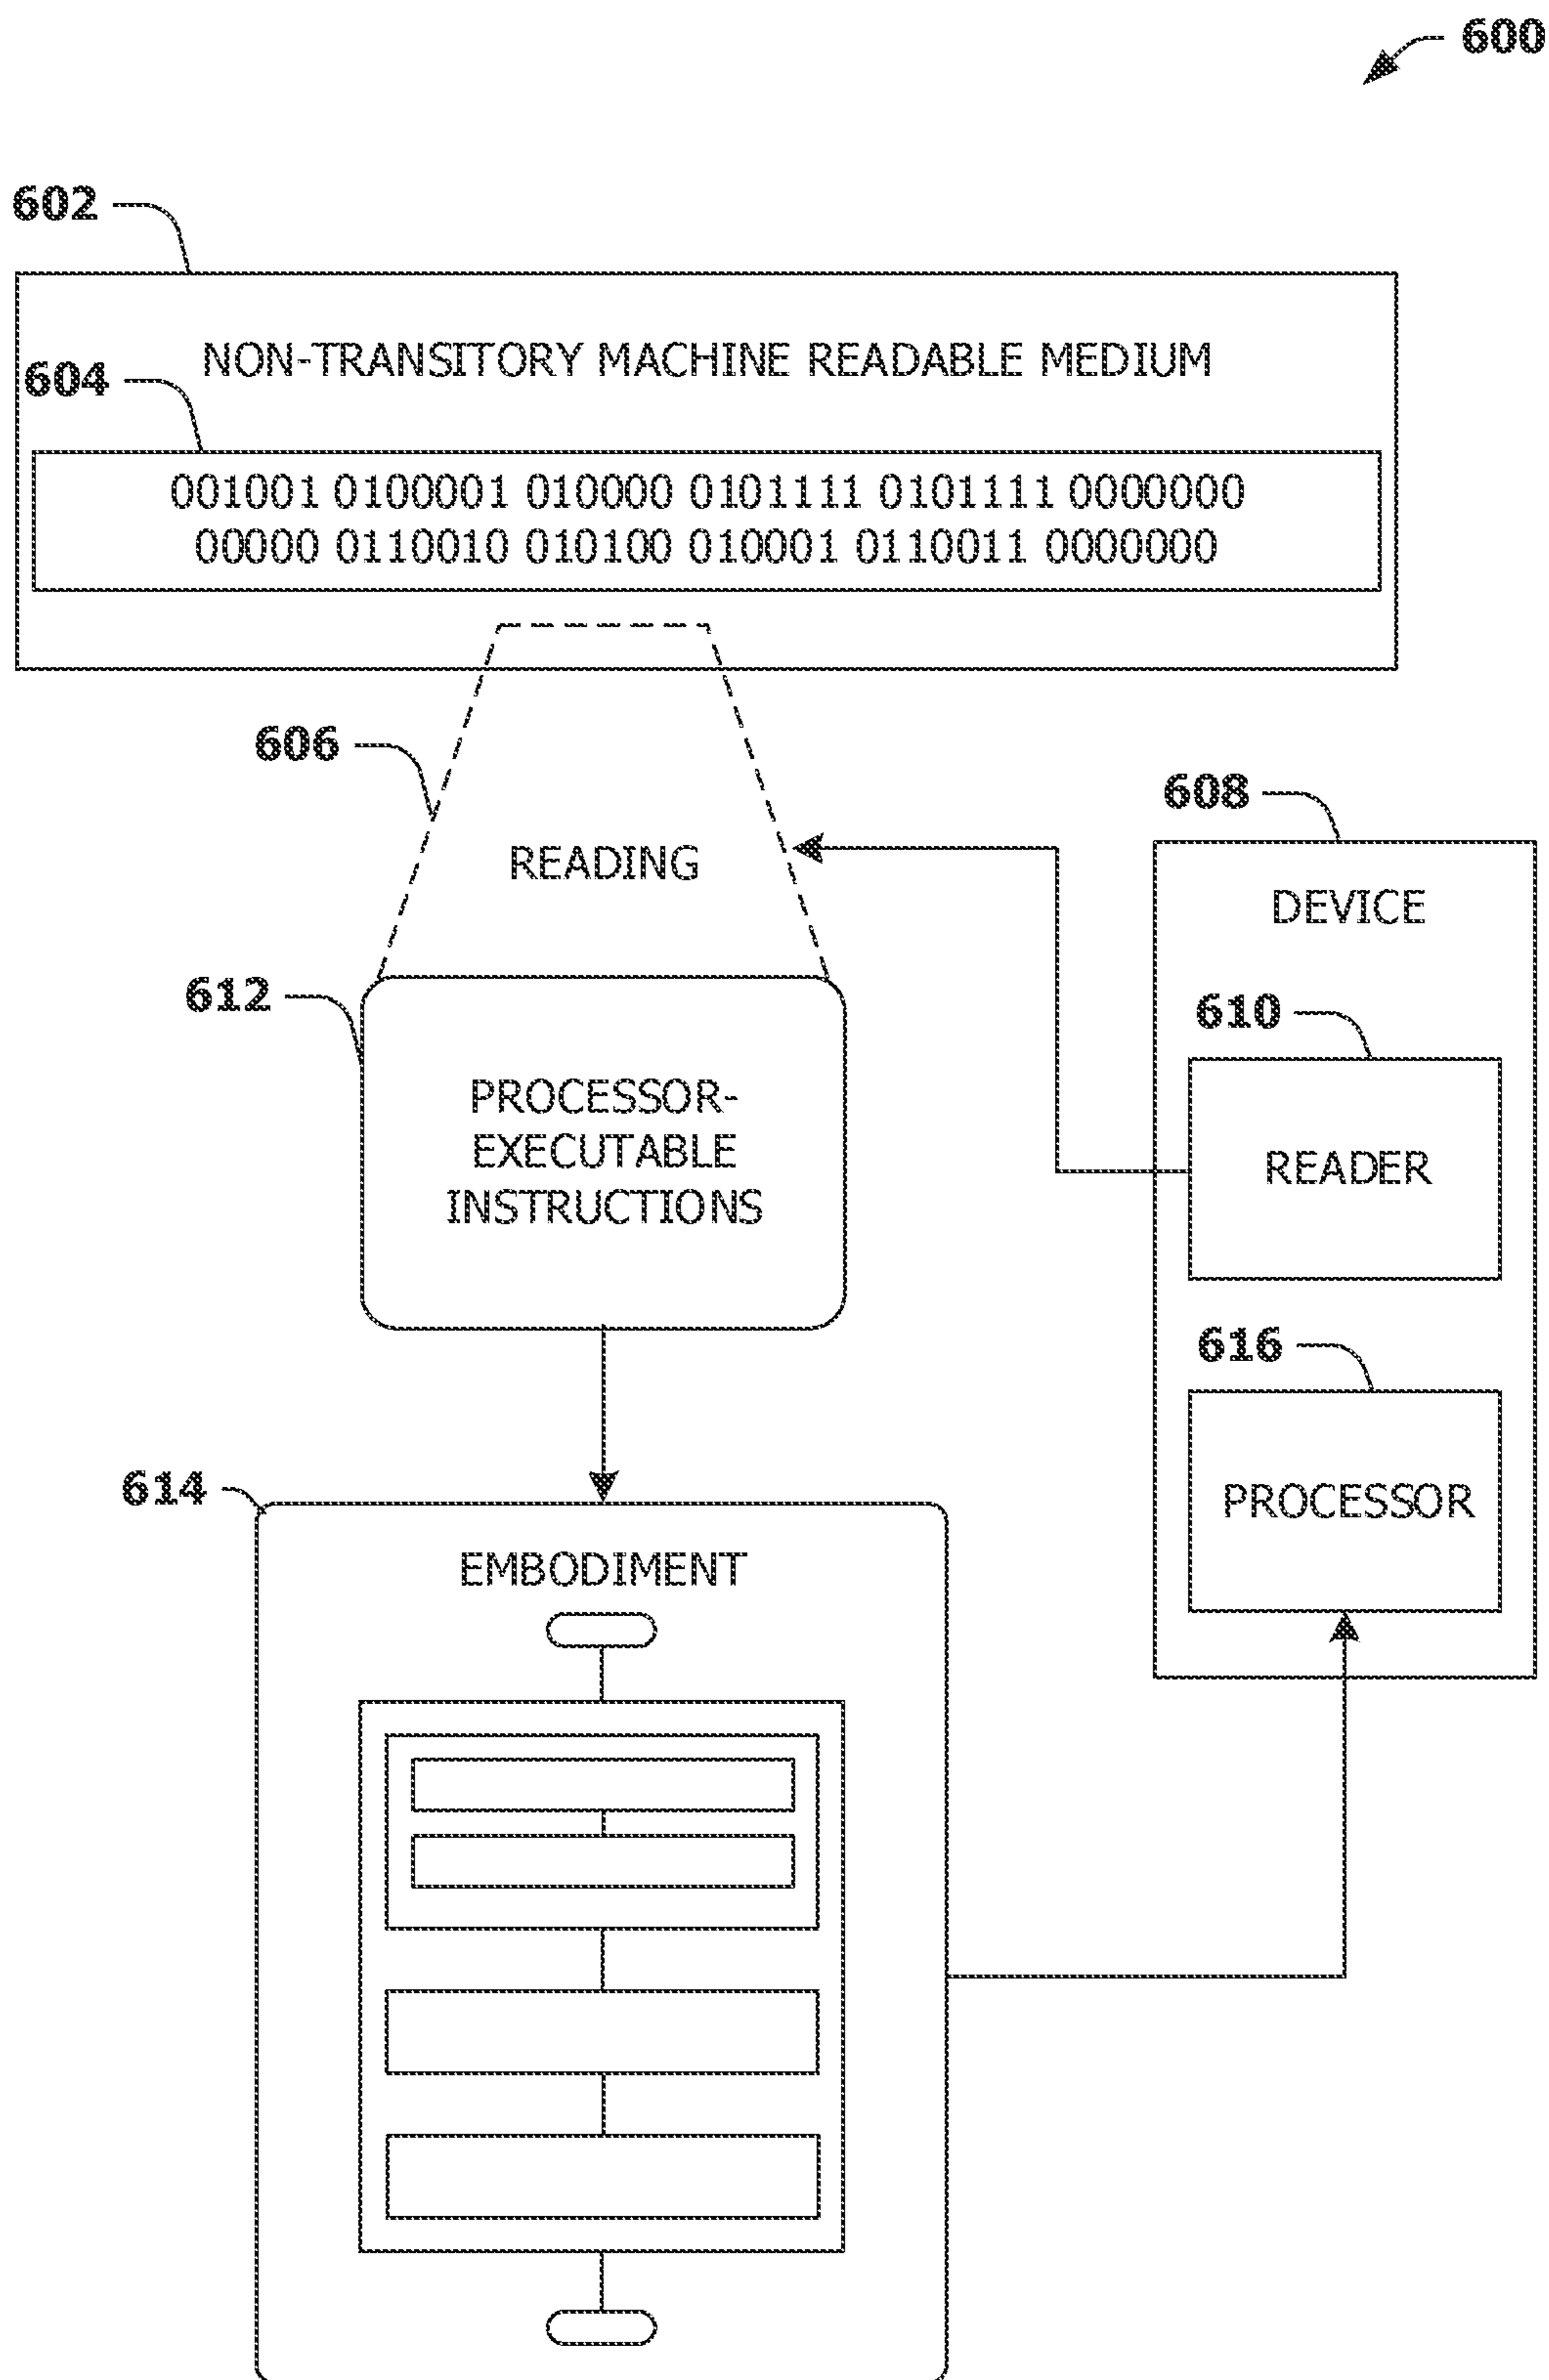 600
602
NON-TRANSITORY MACHINE READABLE MEDIUM
604
001001 0100001 010000 0101111 0101111 0000000
00000 0110010 010100 010001 0110011 0000000
606
READING
608
DEVICE
612
610
PROCESSOR-
EXECUTABLE
INSTRUCTIONS
READER
616
PROCESSOR
614
EMBODIMENT